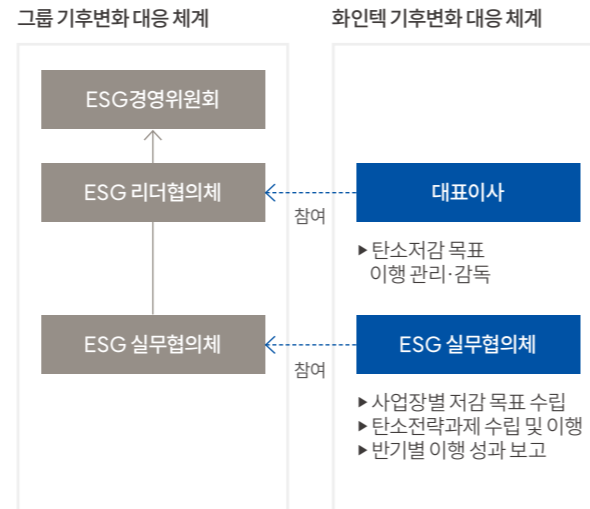 그룹 기후변화 대응 체계
화인텍 기후변화 대응 체계
ESG경영위원회
ESG 리더협의체
대표이사
참여
▶ 탄소저감 목표
이행 관리·감독
ESG 실무협의체
ESG 실무협의체
참여
▶ 사업장별 저감 목표 수립
▶ 탄소전략과제 수립 및 이행
▶ 반기별 이행 성과 보고